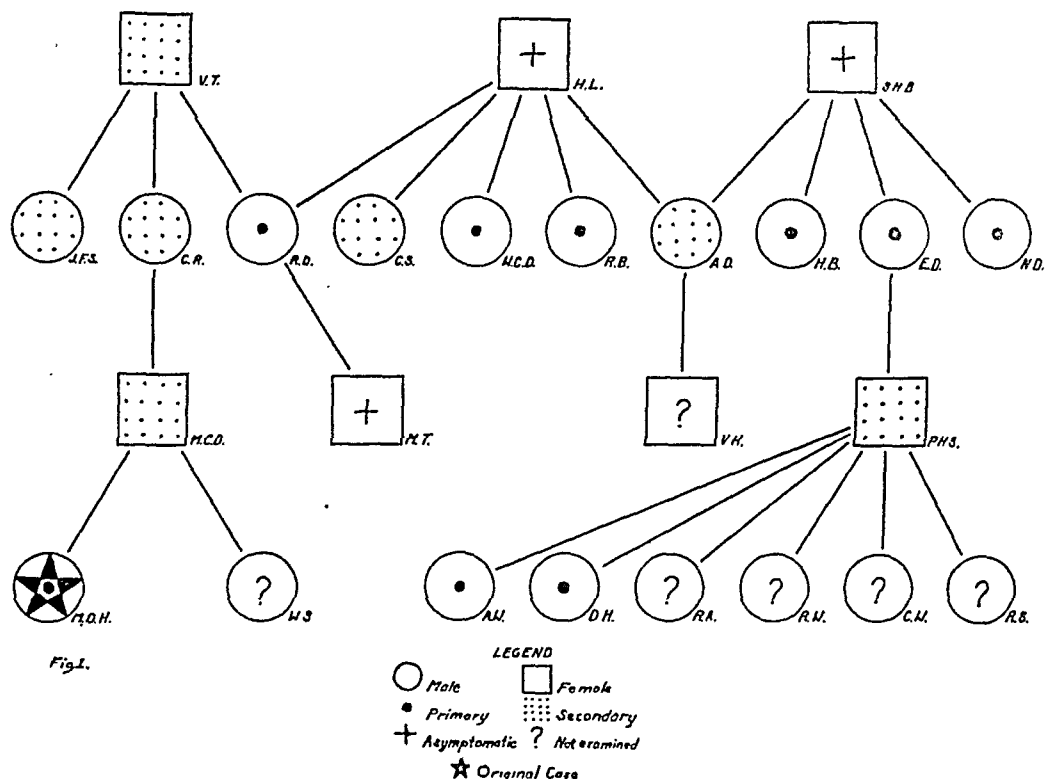 V.T. H.L. S.H.B.
J.F.S. C.R. R.D. C.S. W.C.D. R.B. A.D. H.B. E.D. N.D.
? ?
M.C.D. M.T. V.H. P.H.S.
? ? ? ? ?
M.D.H. W.S. A.W. D.H. R.A. R.W. C.W. R.S.
Fig 1.
LEGEND
Male Female
Primary Secondary
Asymptomatic ? Not examined
Original Case